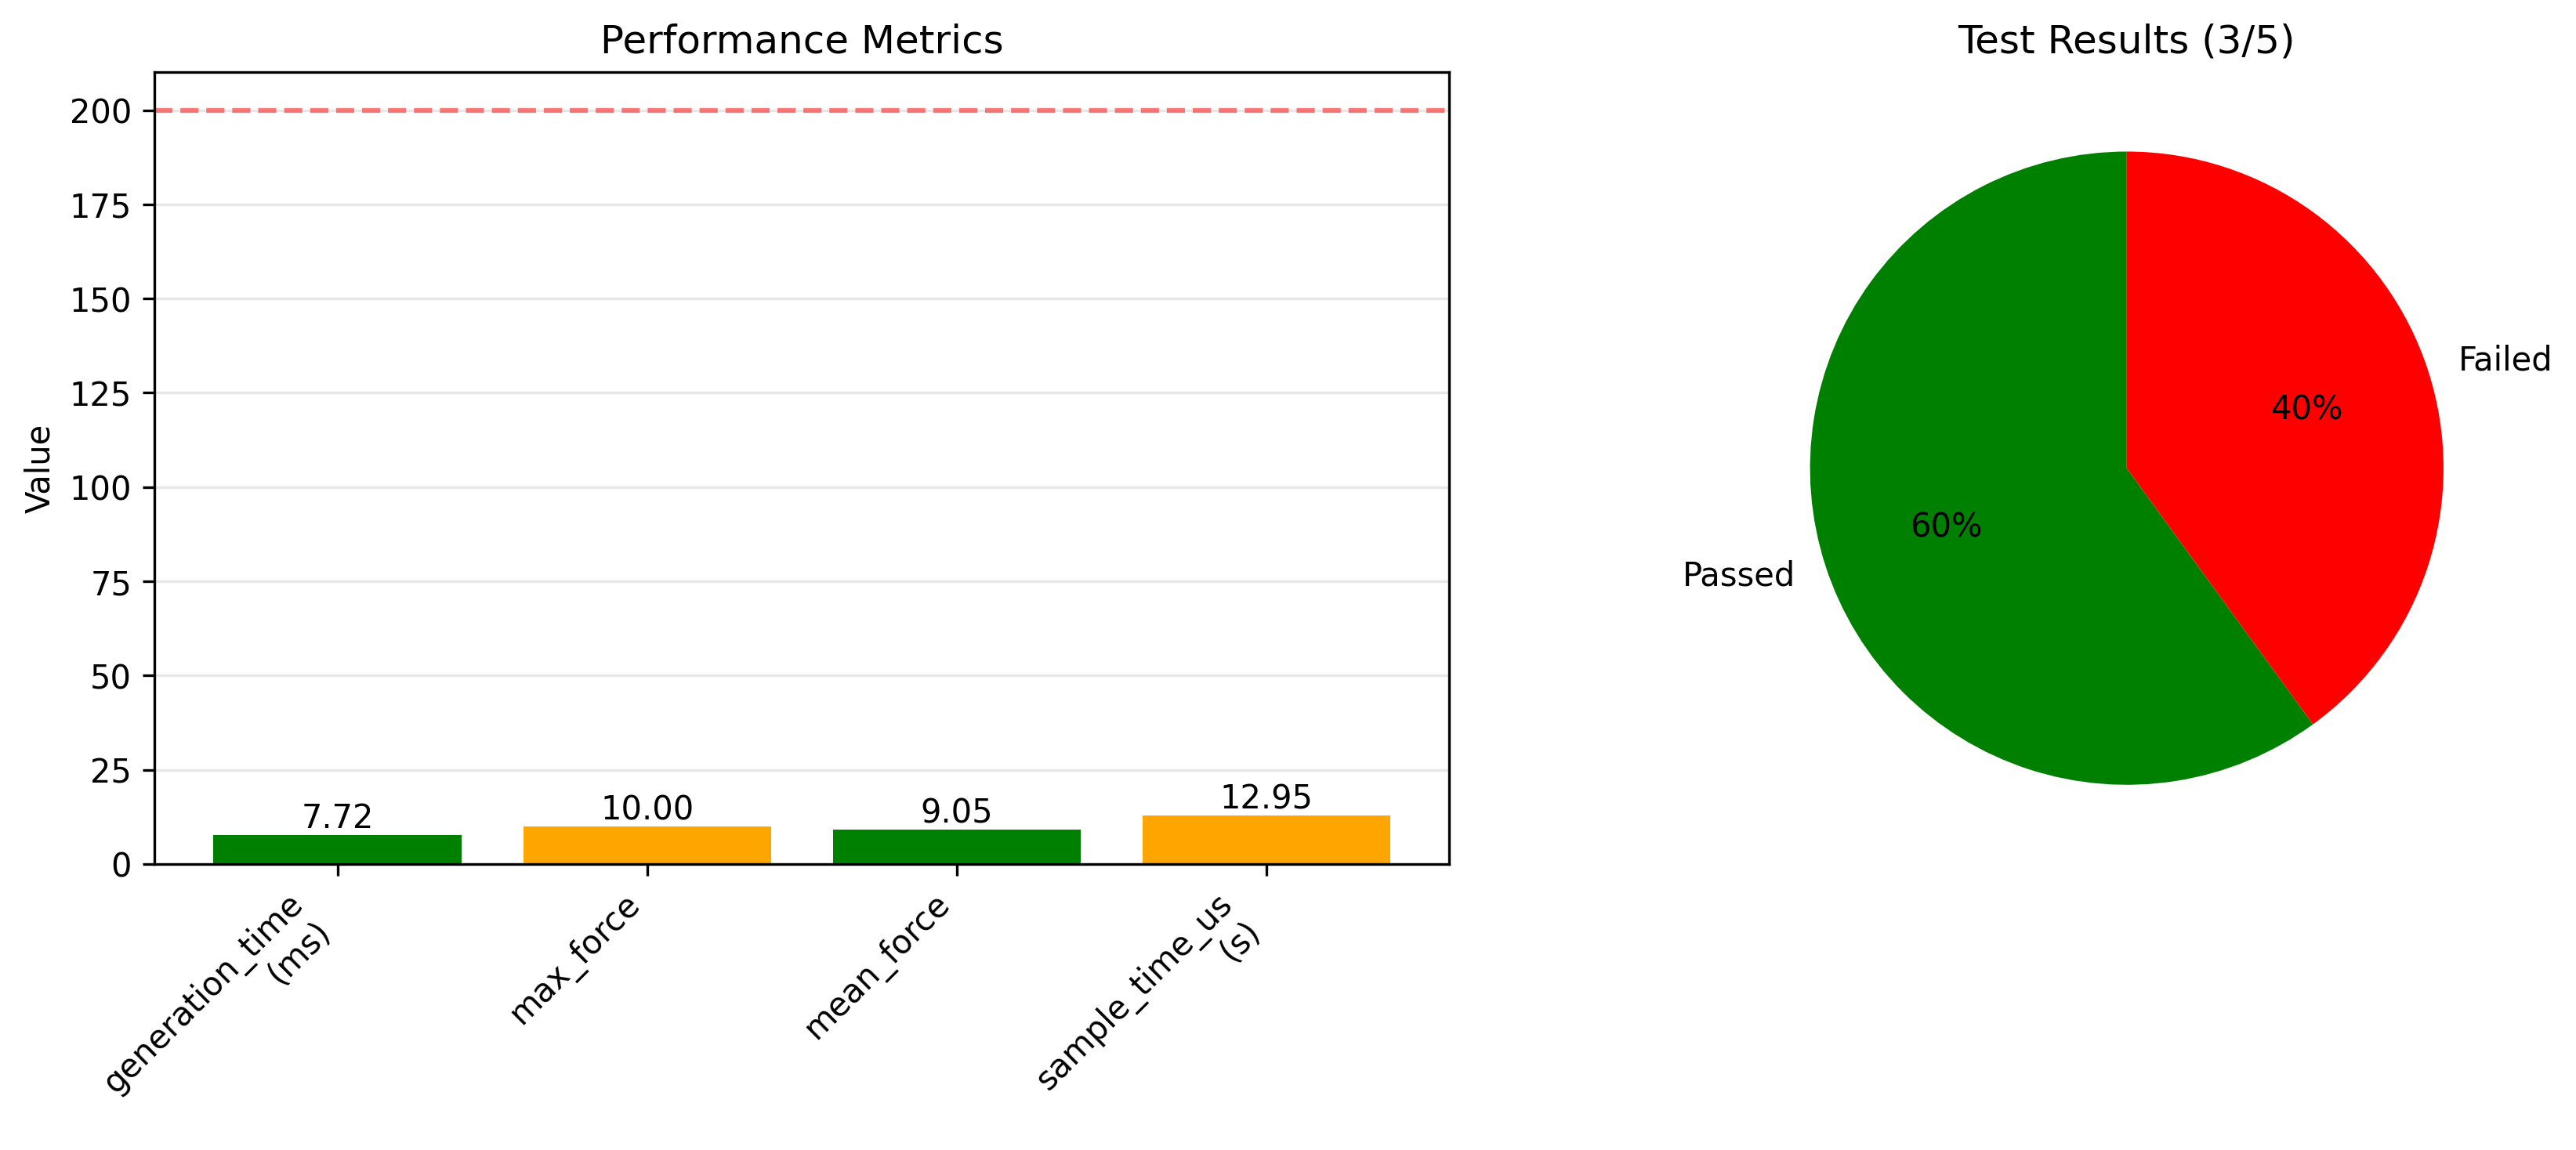 Performance Metrics
Value
200
175
150
125
100
75
50
25
0
7.72
10.00
9.05
12.95
generation_time
(ms)
max_force
mean_force
sample_time_us
(s)
Test Results (3/5)
Failed
40%
60%
Passed